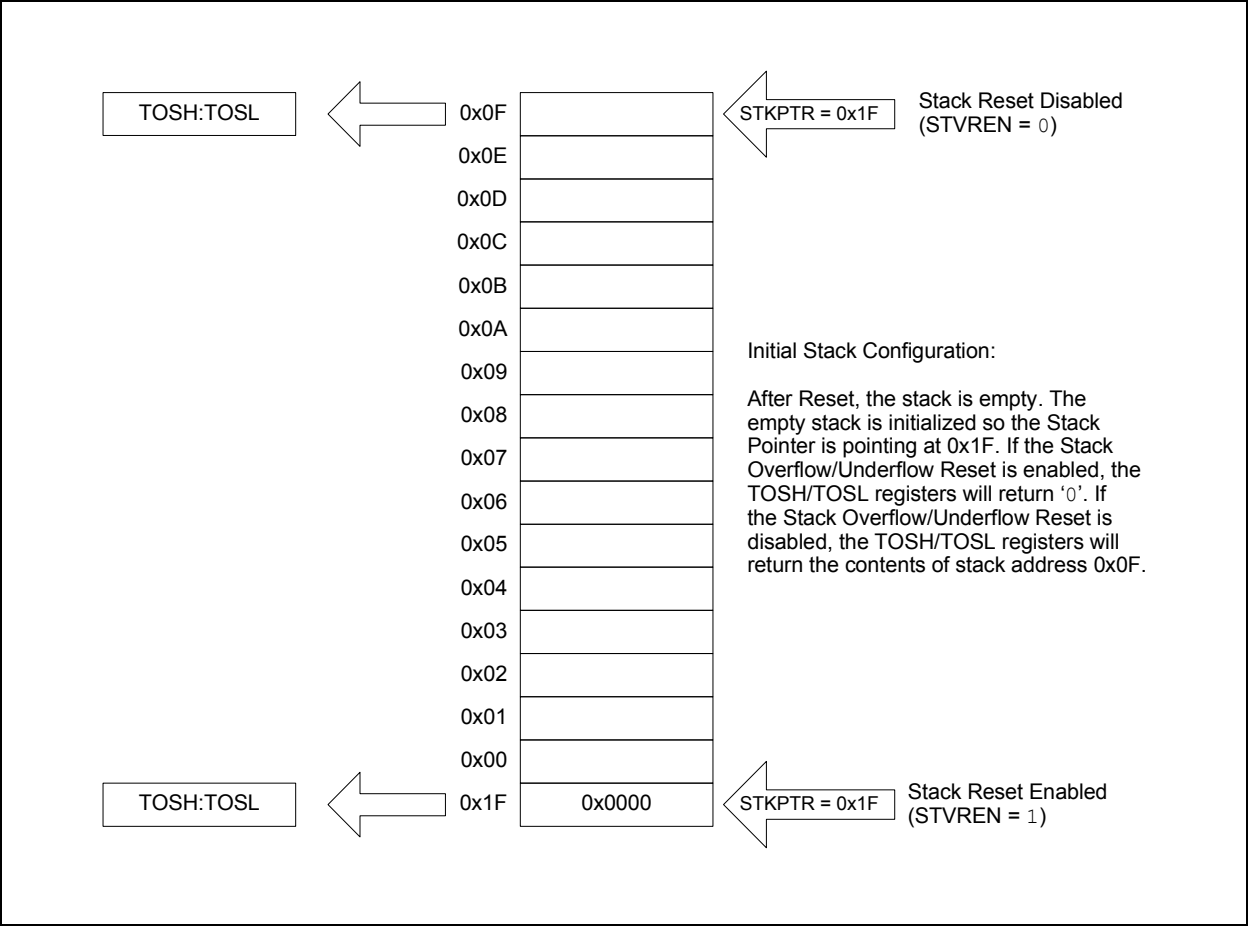 TOSH:TOSL
0x0F
STKPTR = 0x1F
Stack Reset Disabled
(STVREN = 0)
0x0E
0x0D
0x0C
0x0B
0x0A
0x09
0x08
0x07
0x06
0x05
0x04
0x03
0x02
0x01
0x00
Initial Stack Configuration:
After Reset, the stack is empty. The
empty stack is initialized so the Stack
Pointer is pointing at 0x1F. If the Stack
Overflow/Underflow Reset is enabled, the
TOSH/TOSL registers will return ‘0’. If
the Stack Overflow/Underflow Reset is
disabled, the TOSH/TOSL registers will
return the contents of stack address 0x0F.
TOSH:TOSL
0x1F
0x0000
STKPTR = 0x1F
Stack Reset Enabled
(STVREN = 1)